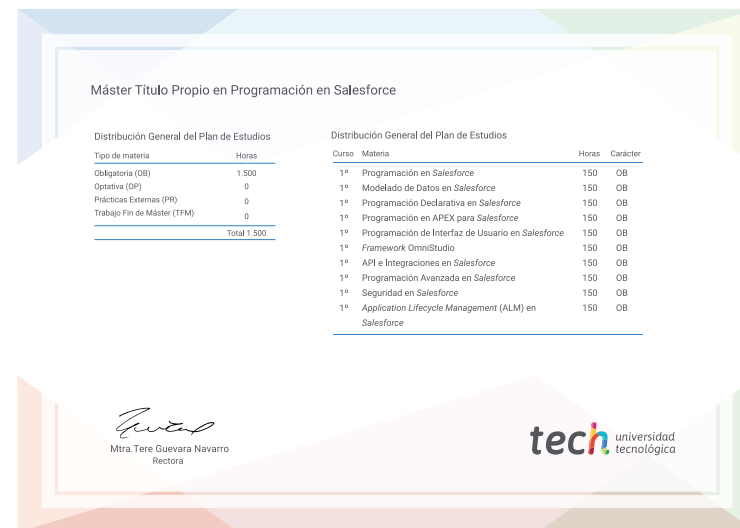 Máster Título Propio en Programación en Salesforce
Distribución General del Plan de Estudios
Tipo de materia Horas
Obligatoria (OB) 1.500
Optativa (OP) 0
Prácticas Externas (PR) 0
Trabajo Fin de Máster (TFM) 0
Total 1.500
Distribución General del Plan de Estudios
Curso Materia Horas Carácter
1º Programación en Salesforce 150 OB
1º Modelado de Datos en Salesforce 150 OB
1º Programación Declarativa en Salesforce 150 OB
1º Programación en APEX para Salesforce 150 OB
1º Programación de Interfaz de Usuario en Salesforce 150 OB
1º Framework OmniStudio 150 OB
1º API e Integraciones en Salesforce 150 OB
1º Programación Avanzada en Salesforce 150 OB
1º Seguridad en Salesforce 150 OB
1º Application Lifecycle Management (ALM) en 150 OB
Salesforce
Mtra.Tere Guevara Navarro
Rectora
tech universidad
tecnológica